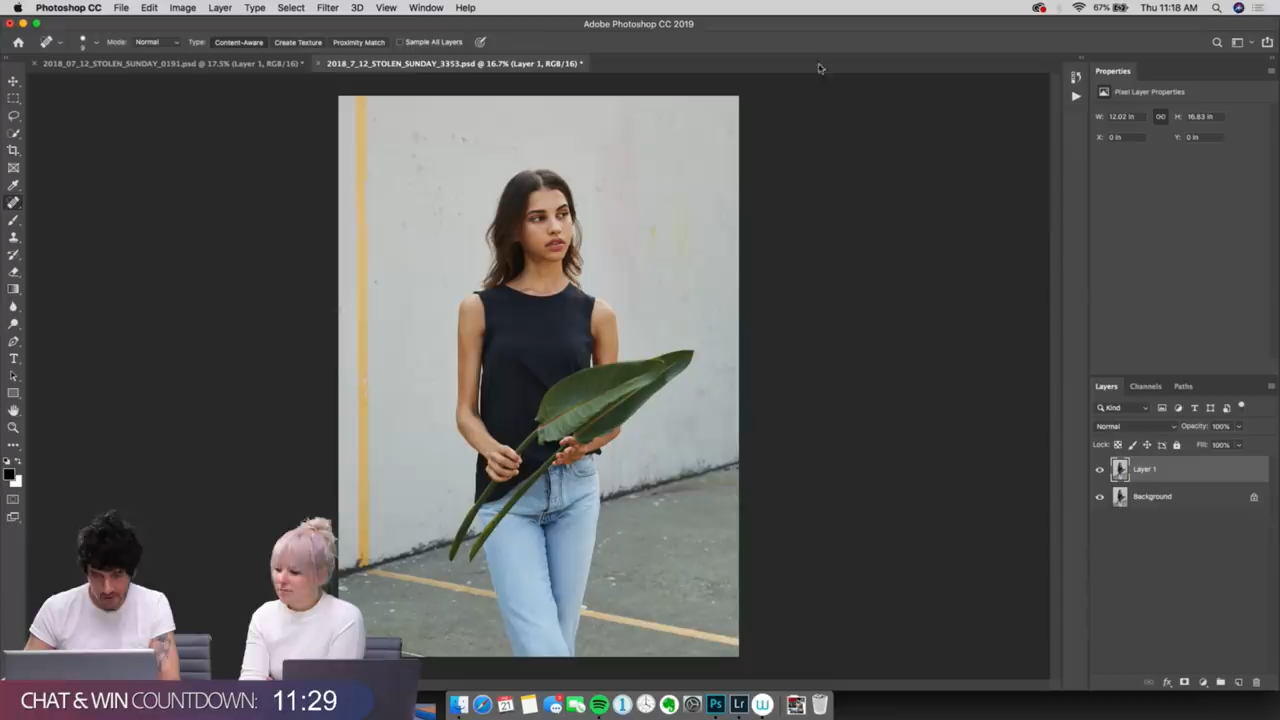 Photoshop CC File Edit Image Layer Type Select Filter 3D View Window Help 67% Thu 11:18 AM
Adobe Photoshop CC 2019
9 Mode: Normal Type: Content-Aware Create Texture Proximity Match Sample All Layers
2018_07_12_STOLEN_SUNDAY_0191.psd @ 17.5% (Layer 1, RGB/16) * 2018_7_12_STOLEN_SUNDAY_3353.psd @ 16.7% (Layer 1, RGB/16) *
Properties
Pixel Layer Properties
W: 12.02 in H: 16.83 in
X: 0 in Y: 0 in
Layers Channels Paths
Kind
Normal Opacity: 100%
Lock: Fill: 100%
Layer 1
Background
CHAT & WIN COUNTDOWN: 11:29
Ps Lr